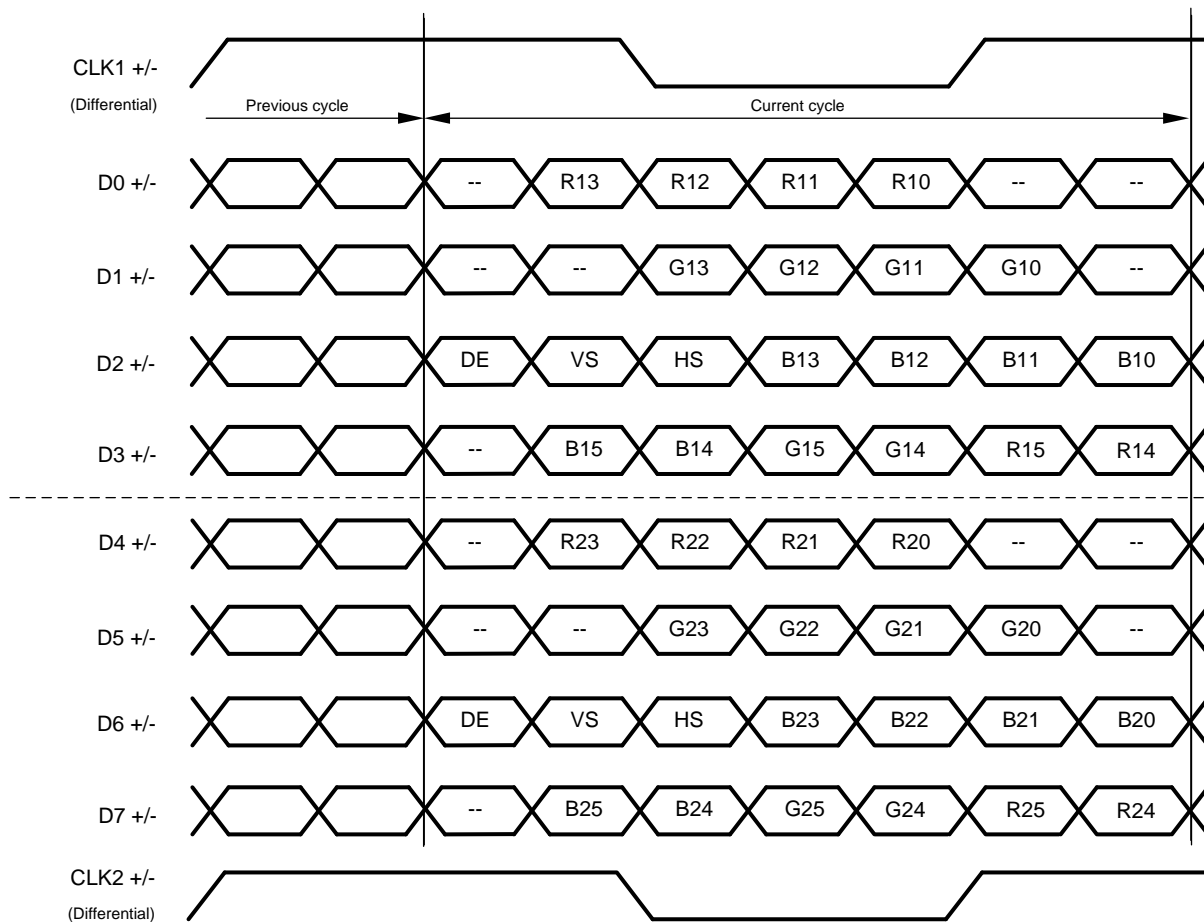 CLK1 +/-
(Differential)
Previous cycle
Current cycle
D0 +/- -- R13 R12 R11 R10 -- --
D1 +/- -- -- G13 G12 G11 G10 --
D2 +/- DE VS HS B13 B12 B11 B10
D3 +/- -- B15 B14 G15 G14 R15 R14
D4 +/- -- R23 R22 R21 R20 -- --
D5 +/- -- -- G23 G22 G21 G20 --
D6 +/- DE VS HS B23 B22 B21 B20
D7 +/- -- B25 B24 G25 G24 R25 R24
CLK2 +/-
(Differential)